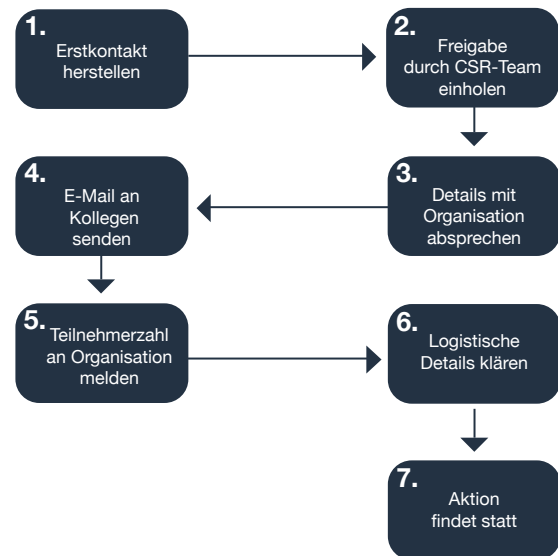 1.
Erstkontakt
herstellen
2.
Freigabe
durch CSR-Team
einholen
3.
Details mit
Organisation
absprechen
4.
E-Mail an
Kollegen
senden
5.
Teilnehmerzahl
an Organisation
melden
6.
Logistische
Details klären
7.
Aktion
findet statt